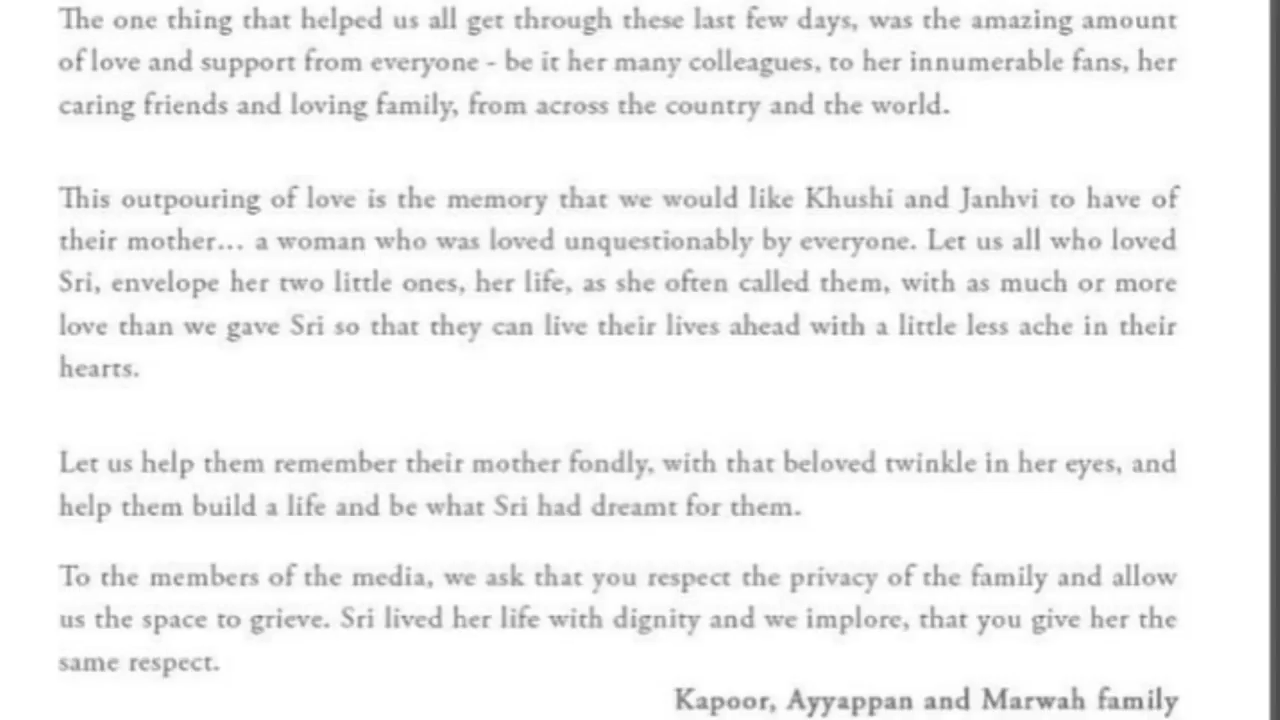 The one thing that helped us all get through these last few days, was the amazing amount
of love and support from everyone - be it her many colleagues, to her innumerable fans, her
caring friends and loving family, from across the country and the world.
This outpouring of love is the memory that we would like Khushi and Janhvi to have of
their mother... a woman who was loved unquestionably by everyone. Let us all who loved
Sri, envelope her two little ones, her life, as she often called them, with as much or more
love than we gave Sri so that they can live their lives ahead with a little less ache in their
hearts.
Let us help them remember their mother fondly, with that beloved twinkle in her eyes, and
help them build a life and be what Sri had dreamt for them.
To the members of the media, we ask that you respect the privacy of the family and allow
us the space to grieve. Sri lived her life with dignity and we implore, that you give her the
same respect.
Kapoor, Ayyappan and Marwah family